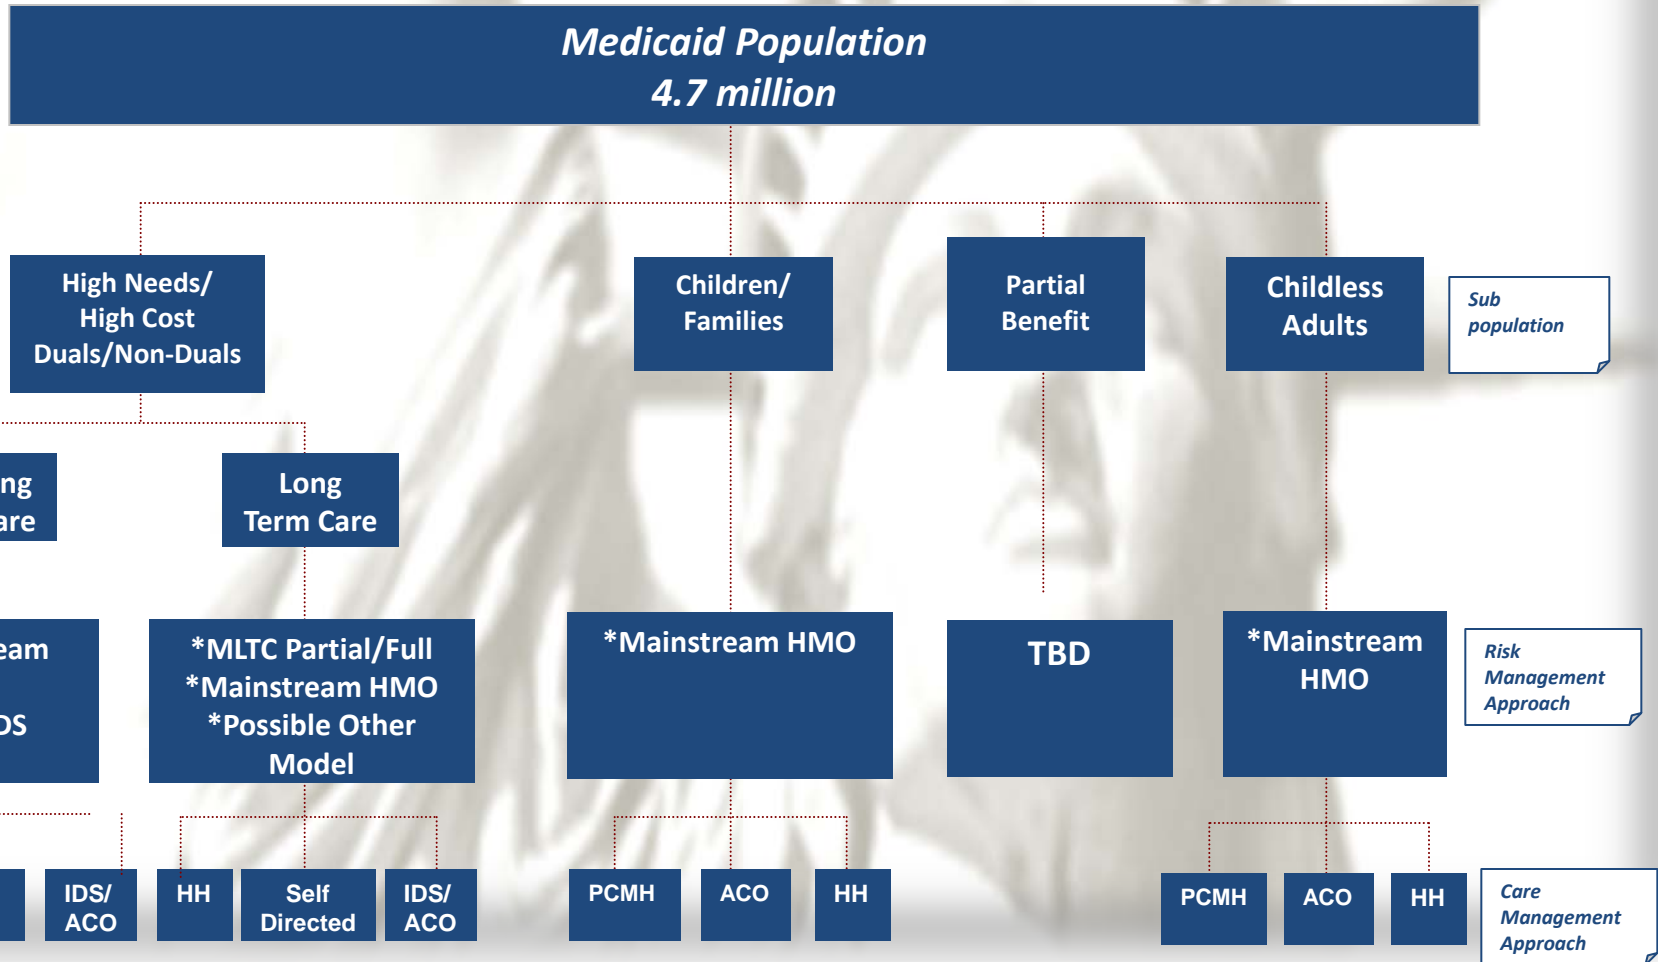 Medicaid Population
4.7 million
High Needs/
High Cost
Duals/Non-Duals
Children/
Families
Partial
Benefit
Childless
Adults
Sub
population
Long
Term Care
*MLTC Partial/Full
*Mainstream HMO
*Possible Other
Model
*Mainstream HMO
TBD
*Mainstream
HMO
Risk
Management
Approach
IDS/
ACO
HH
Self
Directed
IDS/
ACO
PCMH
ACO
HH
PCMH
ACO
HH
Care
Management
Approach